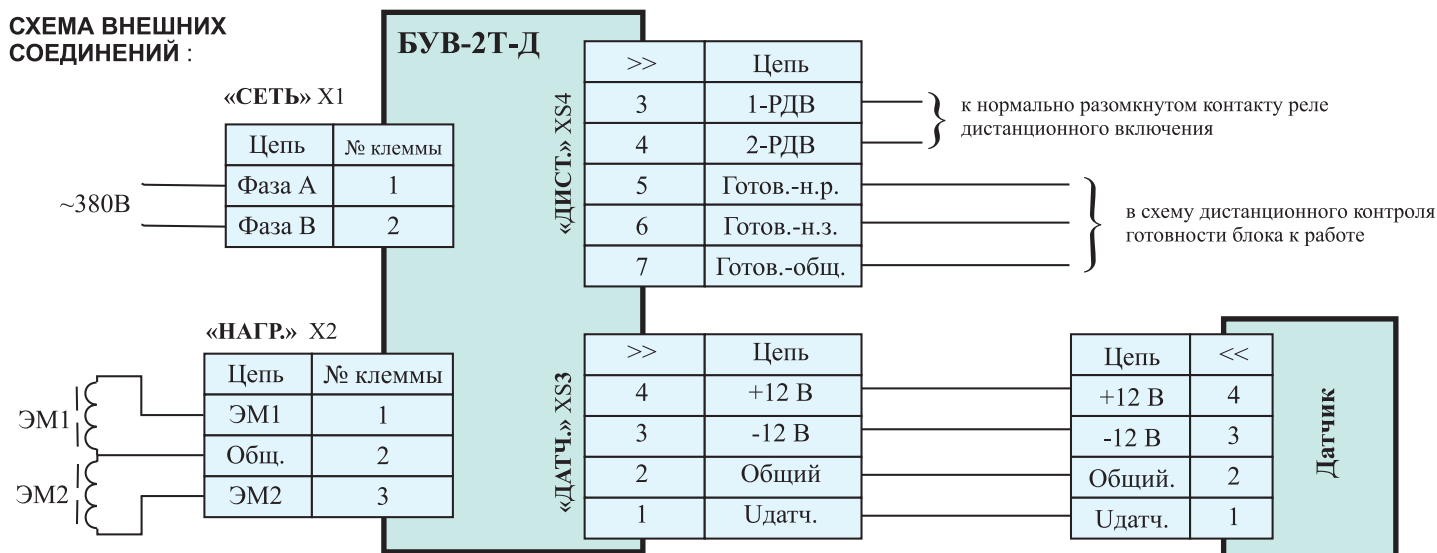 СХЕМА ВНЕШНИХ
СОЕДИНЕНИЙ :
БУВ-2Т-Д
«СЕТЬ» X1
Цепь № клеммы
Фаза А 1
Фаза В 2
~380В
«ДИСТ.» XS4
>> Цепь
3 1-РДВ
4 2-РДВ
5 Готов.-н.р.
6 Готов.-н.з.
7 Готов.-общ.
к нормально разомкнутом контакту реле
дистанционного включения
в схему дистанционного контроля
готовности блока к работе
«НАГР.» X2
Цепь № клеммы
ЭМ1 1
Общ. 2
ЭМ2 3
ЭМ1
ЭМ2
«ДАТЧ.» XS3
>> Цепь
4 +12 В
3 -12 В
2 Общий
1 Uдатч.
Цепь <<
+12 В 4
-12 В 3
Общий. 2
Uдатч. 1
Датчик